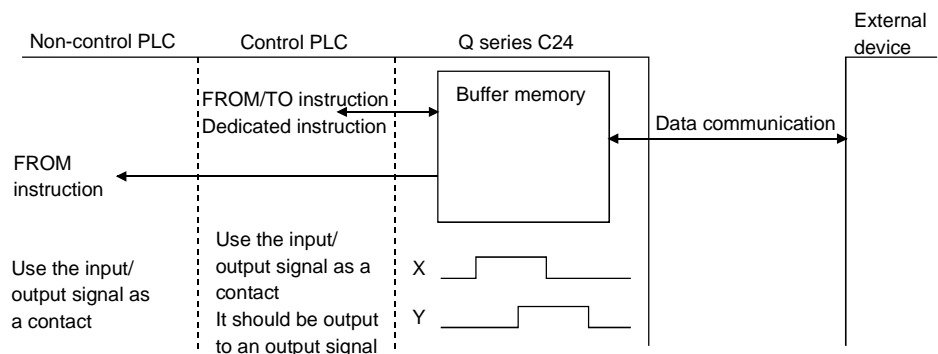 External
device
Non-control PLC
Control PLC
Q series C24
Buffer memory
FROM/TO instruction
Dedicated instruction
Data communication
FROM
instruction
Use the input/
output signal as
a contact
Use the input/
output signal as a
contact
It should be output
to an output signal
X
Y